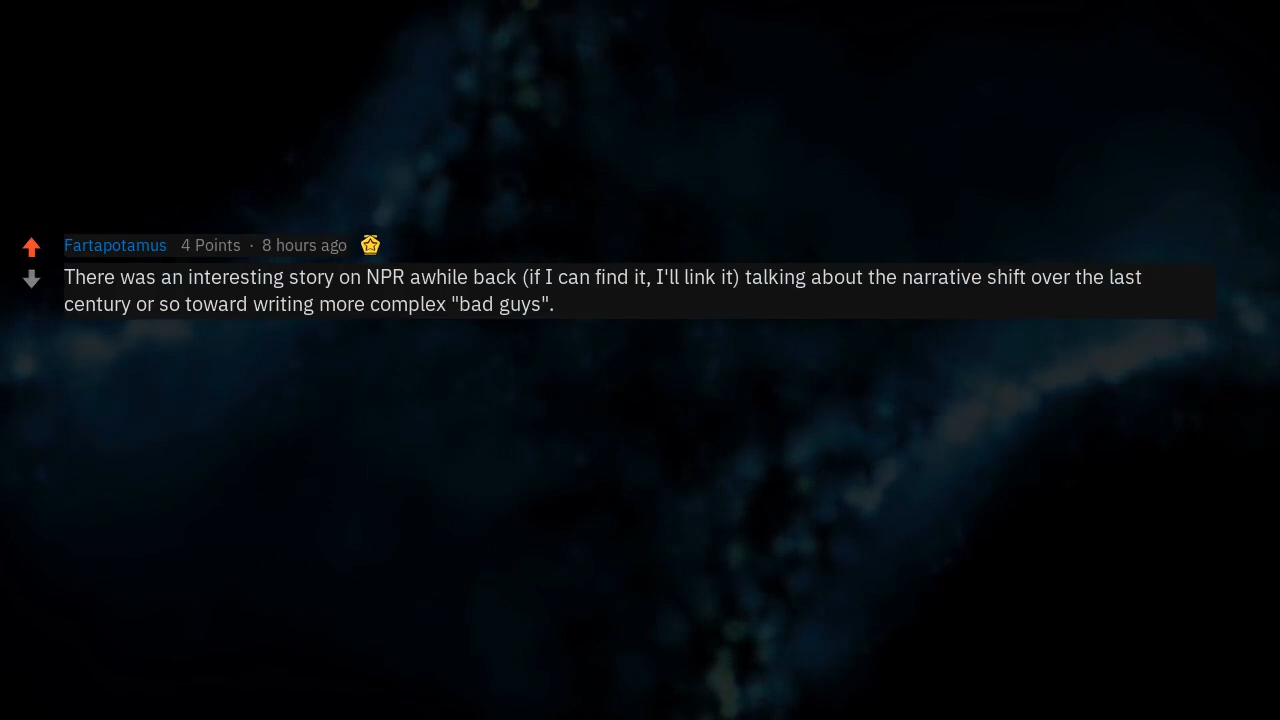 Fartapotamus 4 Points · 8 hours ago
There was an interesting story on NPR awhile back (if I can find it, I'll link it) talking about the narrative shift over the last
century or so toward writing more complex "bad guys".